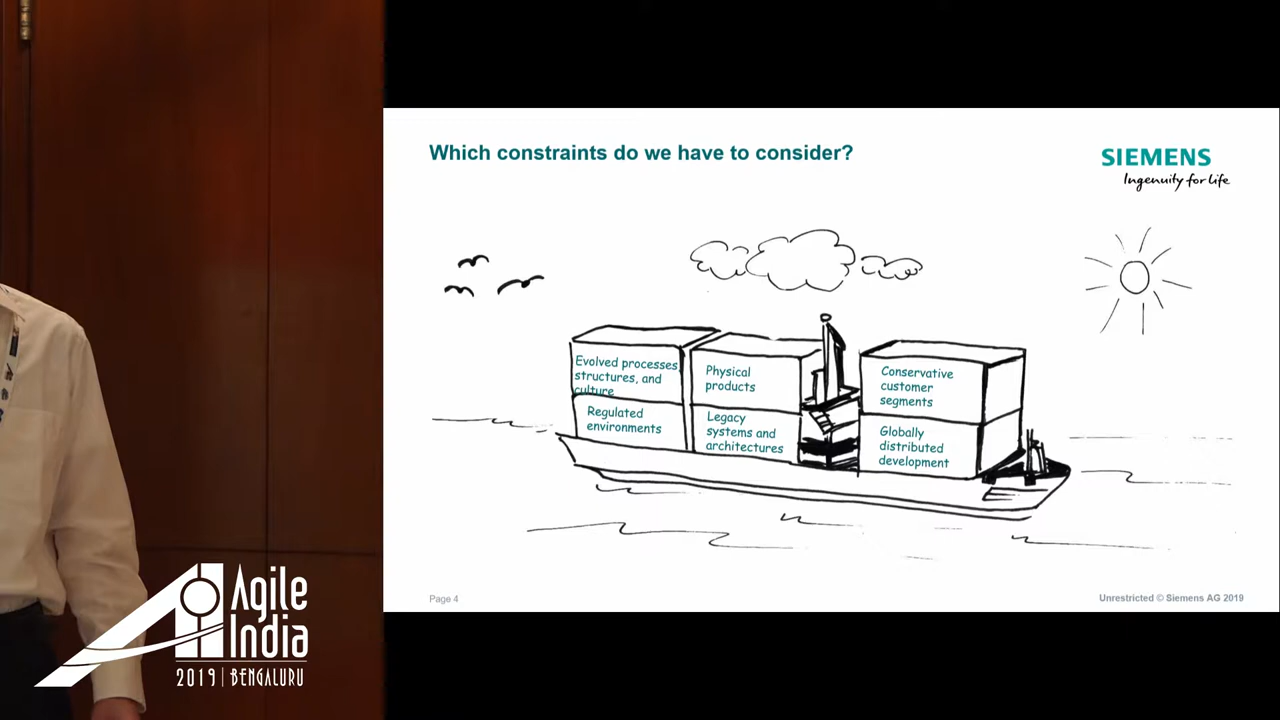 Which constraints do we have to consider?
SIEMENS
Ingenuity for life
Evolved processes,
structures, and
culture
Physical
products
Conservative
customer
segments
Regulated
environments
Legacy
systems and
architectures
Globally
distributed
development
Page 4
Unrestricted © Siemens AG 2019
Agile
India
2019 | BENGALURU